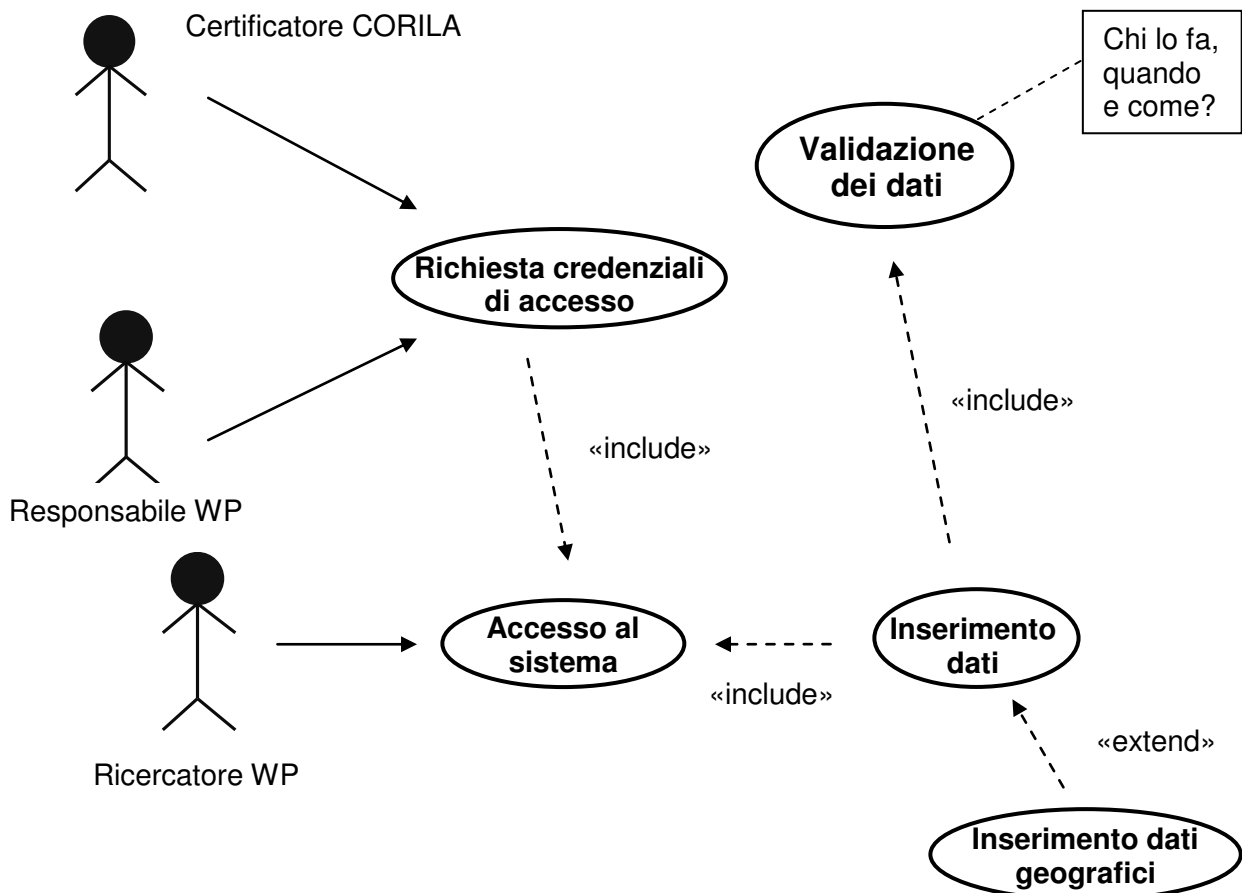 Certificatore CORILA
Chi lo fa,
quando
e come?
Validazione
dei dati
Richiesta credenziali
di accesso
«include»
«include»
Responsabile WP
Accesso al
sistema
Inserimento
dati
«include»
«extend»
Ricercatore WP
Inserimento dati
geografici